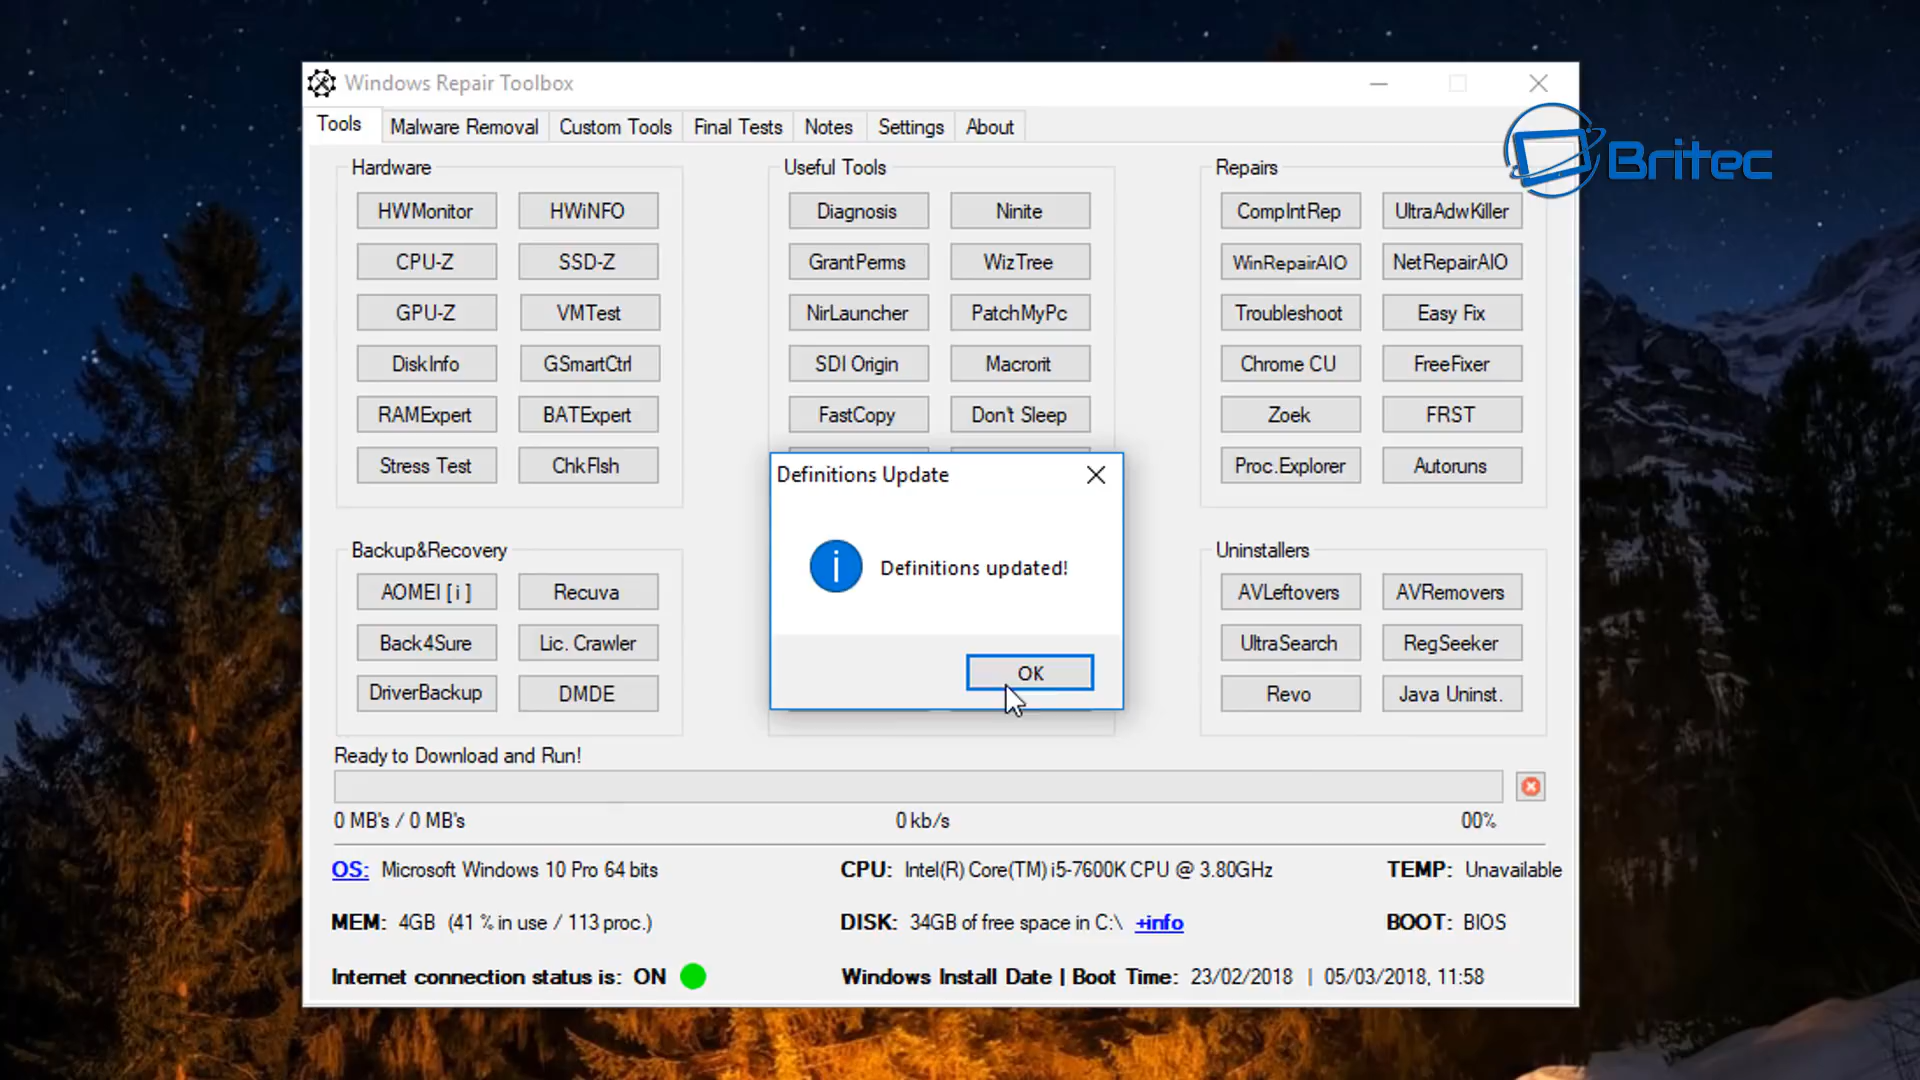 Windows Repair Toolbox
Tools Malware Removal Custom Tools Final Tests Notes Settings About
Britec
Hardware
HWMonitor HWiNFO
CPU-Z SSD-Z
GPU-Z VMTest
DiskInfo GSmartCtrl
RAMExpert BATExpert
Stress Test ChkFlsh
Useful Tools
Diagnosis Ninite
GrantPerms WizTree
NirLauncher PatchMyPc
SDI Origin Macrorit
FastCopy Don't Sleep
Repairs
CompIntRep UltraAdwKiller
WinRepairAIO NetRepairAIO
Troubleshoot Easy Fix
Chrome CU FreeFixer
Zoek FRST
Proc.Explorer Autoruns
Definitions Update
i
Definitions updated!
OK
Backup&Recovery
AOMEI [ i ] Recuva
Back4Sure Lic. Crawler
DriverBackup DMDE
Uninstallers
AVLeftovers AVRemovers
UltraSearch RegSeeker
Revo Java Uninst.
Ready to Download and Run!
0 MB's / 0 MB's 0 kb/s 00%
OS: Microsoft Windows 10 Pro 64 bits CPU: Intel(R) Core(TM) i5-7600K CPU @ 3.80GHz TEMP: Unavailable
MEM: 4GB (41 % in use / 113 proc.) DISK: 34GB of free space in C:\ +info BOOT: BIOS
Internet connection status is: ON Windows Install Date | Boot Time: 23/02/2018 | 05/03/2018, 11:58